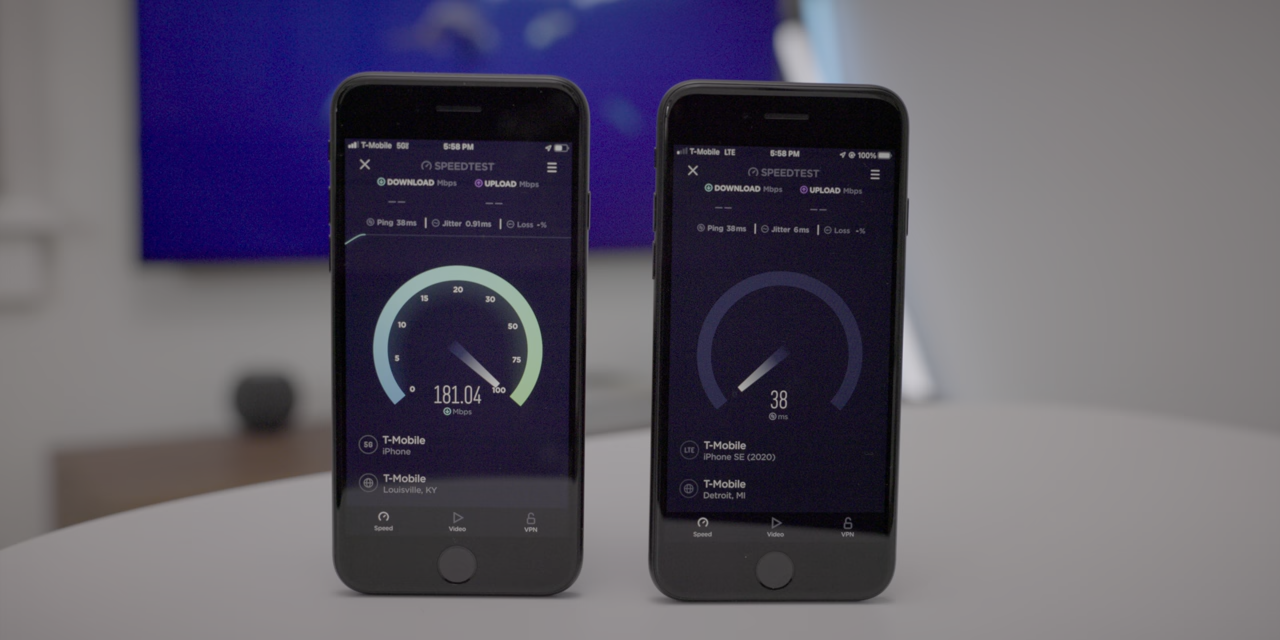 T-Mobile 5G 5:58 PM
SPEEDTEST
DOWNLOAD Mbps UPLOAD Mbps
— — — —
Ping 38ms Jitter 0.91ms Loss -%
0 5 10 15 20 30 50 75 100
181.04
Mbps
5G T-Mobile
iPhone
T-Mobile
Louisville, KY
Speed Video VPN
T-Mobile LTE 5:58 PM 100%
SPEEDTEST
DOWNLOAD Mbps UPLOAD Mbps
— — — —
Ping 38ms Jitter 6ms Loss -%
38
ms
LTE T-Mobile
iPhone SE (2020)
T-Mobile
Detroit, MI
Speed Video VPN